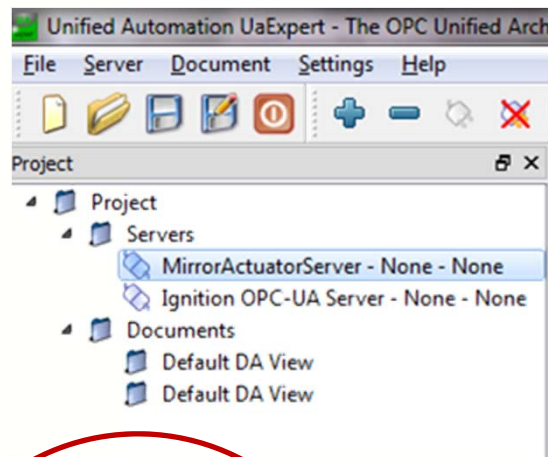 Unified Automation UaExpert - The OPC Unified Arch
File Server Document Settings Help
Project
Project
Servers
MirrorActuatorServer - None - None
Ignition OPC-UA Server - None - None
Documents
Default DA View
Default DA View